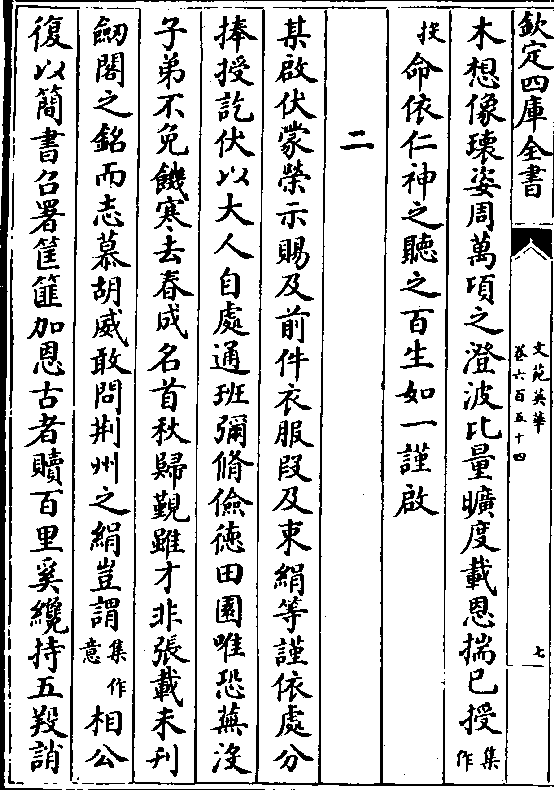 欽定四庫全書
文苑英華
卷六百五十四
七
木想像瓌姿周萬頃之澄波比量曠度載恩揣已授集作
投命依仁神之聽之百生如一謹啟
二
某啟伏蒙榮示賜及前件衣服段及束絹等謹依處分
捧授訖伏以大人自處通班彌脩儉德田園唯恐蕪沒
子弟不免饑寒去春成名首秋歸覲雖才非張載未刊
劒閣之銘而志慕胡威敢問荆州之絹豈謂集作意相公
復以簡書召署筐篚加恩古者贖百里奚纔持五羖誚